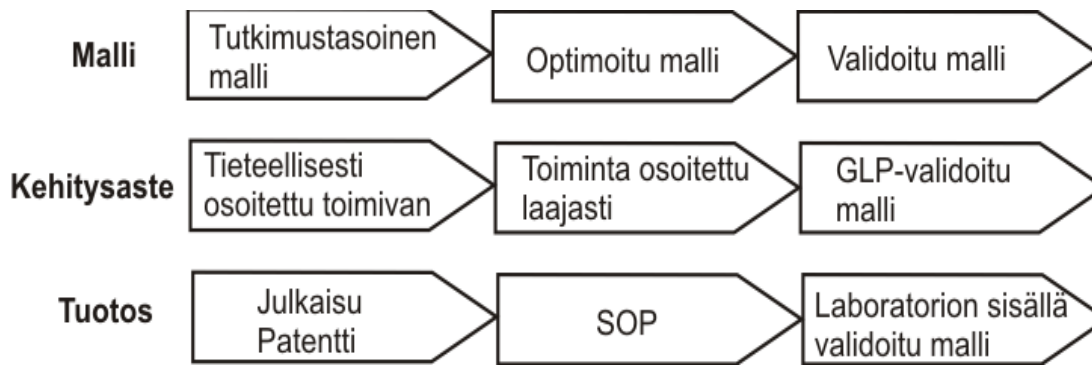 Malli
Tutkimustasoinen
malli
Optimoitu malli
Validoitu malli
Kehitysaste
Tieteellisesti
osoitettu toimivan
Toiminta osoitettu
laajasti
GLP-validoitu
malli
Tuotos
Julkaisu
Patentti
SOP
Laboratorion sisällä
validoitu malli